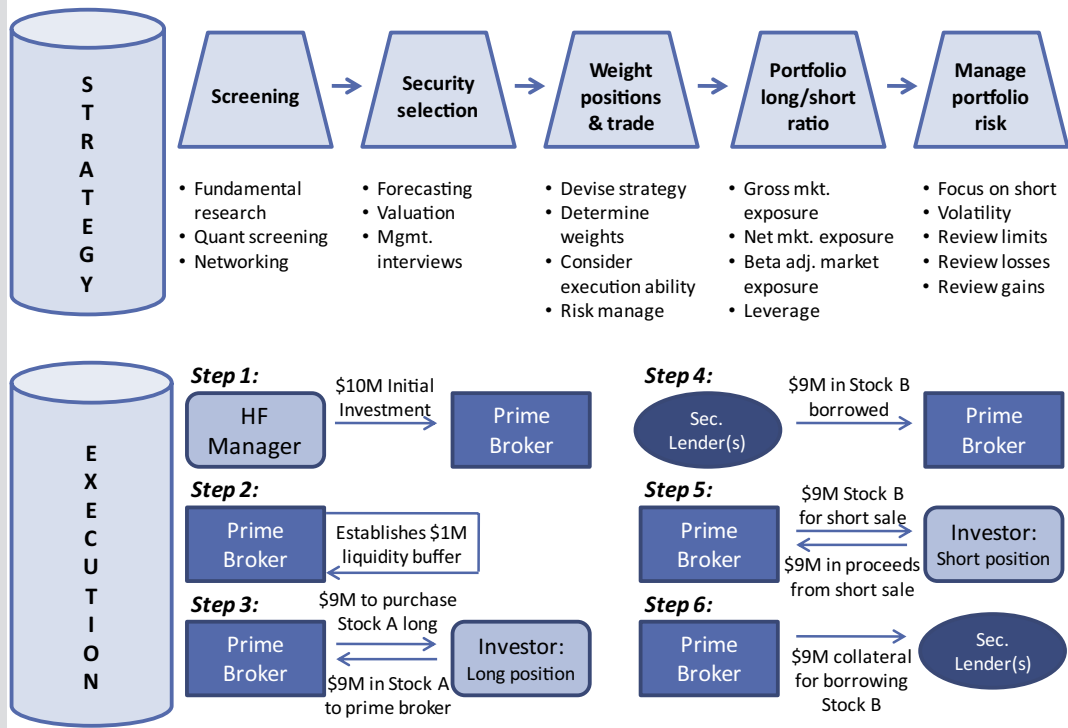 STRATEGY
Screening
Security
selection
Weight
positions
& trade
Portfolio
long/short
ratio
Manage
portfolio
risk
• Fundamental
research
• Quant screening
• Networking
• Forecasting
• Valuation
• Mgmt.
interviews
• Devise strategy
• Determine
weights
• Consider
execution ability
• Risk manage
• Gross mkt.
exposure
• Net mkt. exposure
• Beta adj. market
exposure
• Leverage
• Focus on short
• Volatility
• Review limits
• Review losses
• Review gains
EXECUTION
Step 1:
HF
Manager
$10M Initial
Investment
Prime
Broker
Step 2:
Prime
Broker
Establishes $1M
liquidity buffer
Step 3:
Prime
Broker
$9M to purchase
Stock A long
$9M in Stock A
to prime broker
Investor:
Long position
Step 4:
Sec.
Lender(s)
$9M in Stock B
borrowed
Prime
Broker
Step 5:
Prime
Broker
$9M Stock B
for short sale
$9M in proceeds
from short sale
Investor:
Short position
Step 6:
Prime
Broker
$9M collateral
for borrowing
Stock B
Sec.
Lender(s)